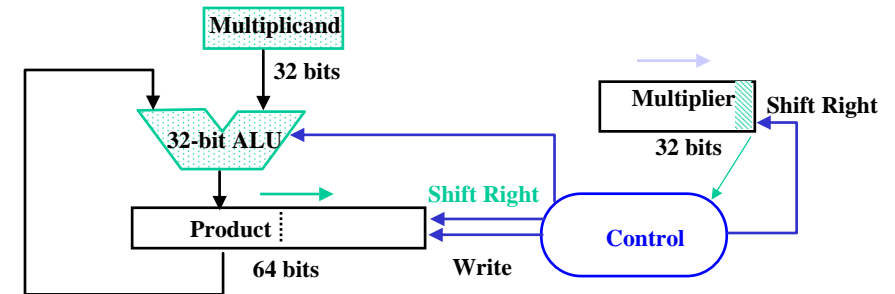 Multiplicand
32 bits
Multiplier
Shift Right
32-bit ALU
32 bits
Shift Right
Product
Control
64 bits
Write